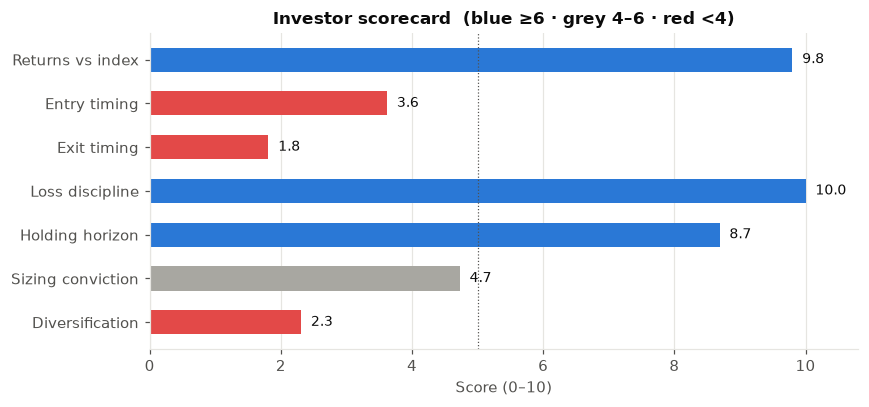 Investor scorecard  (blue ≥6 · grey 4–6 · red <4)
Returns vs index 9.8
Entry timing 3.6
Exit timing 1.8
Loss discipline 10.0
Holding horizon 8.7
Sizing conviction 4.7
Diversification 2.3
0 2 4 6 8 10
Score (0–10)